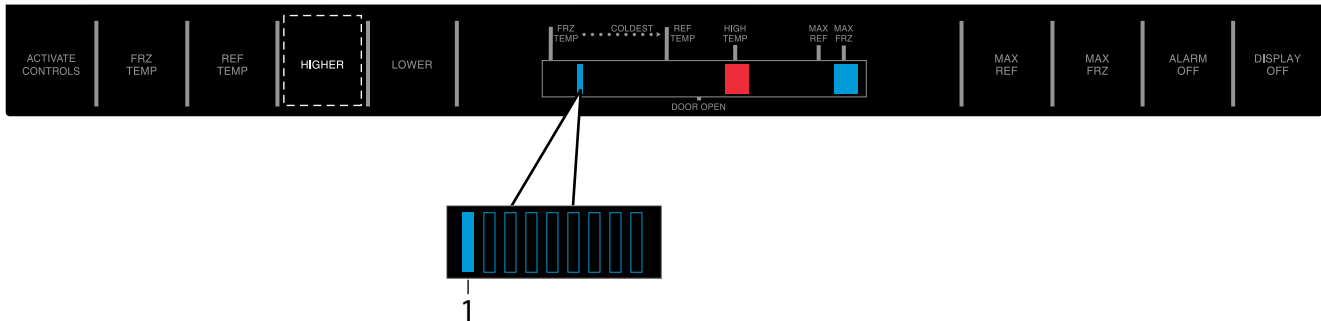 ACTIVATE
CONTROLS
FRZ
TEMP
REF
TEMP
HIGHER
LOWER
FRZ
TEMP
COLDEST
REF
TEMP
HIGH
TEMP
MAX
REF
MAX
FRZ
DOOR OPEN
MAX
REF
MAX
FRZ
ALARM
OFF
DISPLAY
OFF
1